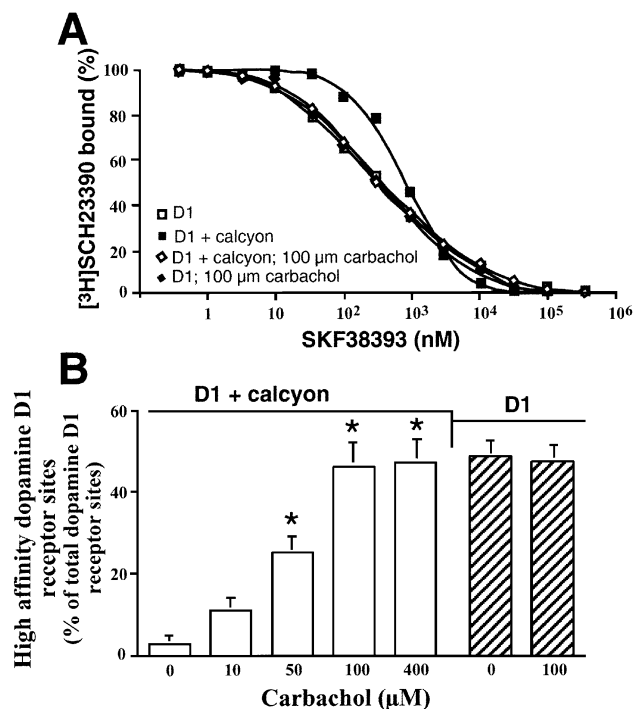 A
[³H]SCH23390 bound (%)
100
80
60
40
20
0
D1
D1 + calcyon
D1 + calcyon; 100 µm carbachol
D1; 100 µm carbachol
1 10 10² 10³ 10⁴ 10⁵ 10⁶
SKF38393 (nM)
B
D1 + calcyon
D1
High affinity dopamine D1
receptor sites
(% of total dopamine D1
receptor sites)
60
40
20
0
* * *
0 10 50 100 400 0 100
Carbachol (µM)